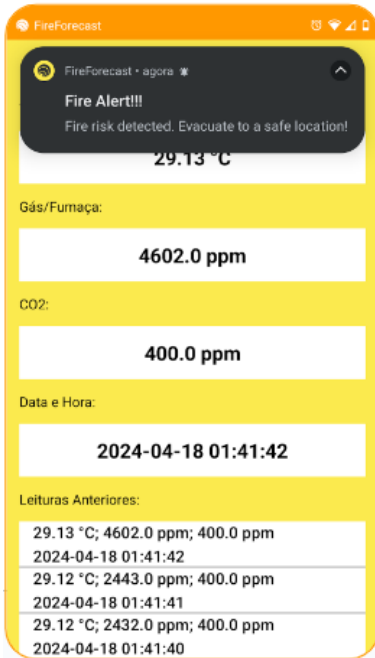 FireForecast
FireForecast • agora
Fire Alert!!!
Fire risk detected. Evacuate to a safe location!
29.13 °C
Gás/Fumaça:
4602.0 ppm
CO2:
400.0 ppm
Data e Hora:
2024-04-18 01:41:42
Leituras Anteriores:
29.13 °C; 4602.0 ppm; 400.0 ppm
2024-04-18 01:41:42
29.12 °C; 2443.0 ppm; 400.0 ppm
2024-04-18 01:41:41
29.12 °C; 2432.0 ppm; 400.0 ppm
2024-04-18 01:41:40